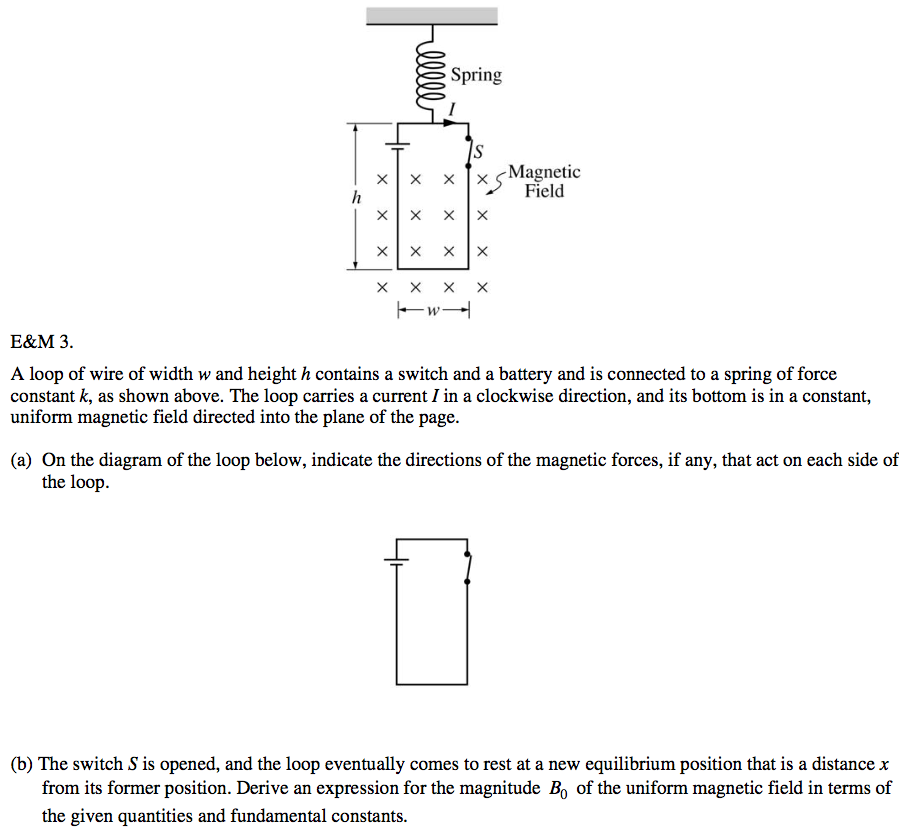 Spring
I
S
Magnetic
Field
h
× × × ×
× × × ×
× × × ×
× × × ×
w
E&M 3.
A loop of wire of width w and height h contains a switch and a battery and is connected to a spring of force
constant k, as shown above. The loop carries a current I in a clockwise direction, and its bottom is in a constant,
uniform magnetic field directed into the plane of the page.
(a) On the diagram of the loop below, indicate the directions of the magnetic forces, if any, that act on each side of
the loop.
(b) The switch S is opened, and the loop eventually comes to rest at a new equilibrium position that is a distance x
from its former position. Derive an expression for the magnitude B₀ of the uniform magnetic field in terms of
the given quantities and fundamental constants.